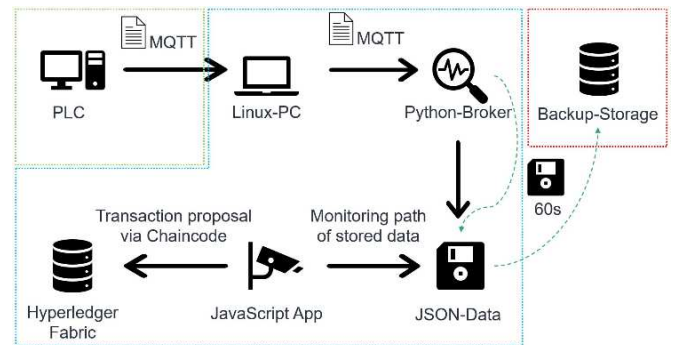 MQTT
MQTT
PLC
Linux-PC
Python-Broker
Backup-Storage
60s
Transaction proposal
via Chaincode
Monitoring path
of stored data
Hyperledger
Fabric
JavaScript App
JSON-Data